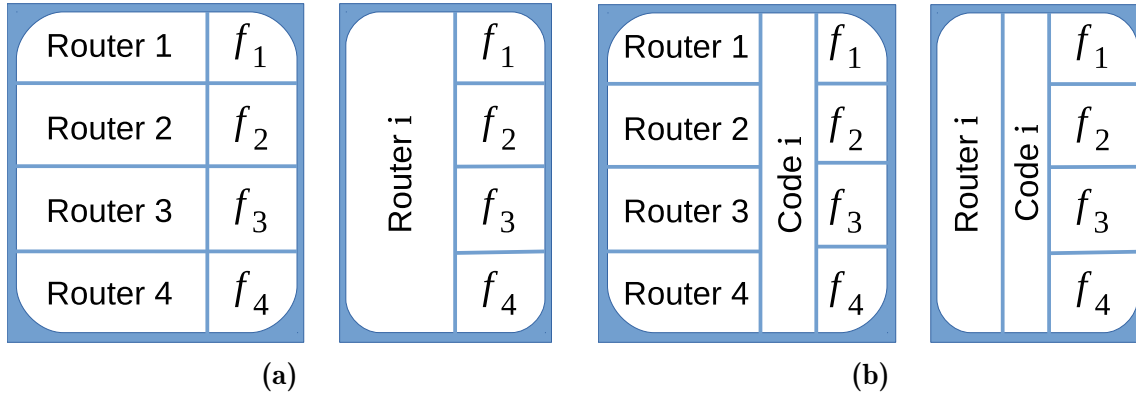 Router 1 f1
Router 2 f2
Router 3 f3
Router 4 f4
Router i
f1
f2
f3
f4
(a)
Router 1
Router 2
Router 3
Router 4
Code i
f1
f2
f3
f4
Router i
Code i
f1
f2
f3
f4
(b)